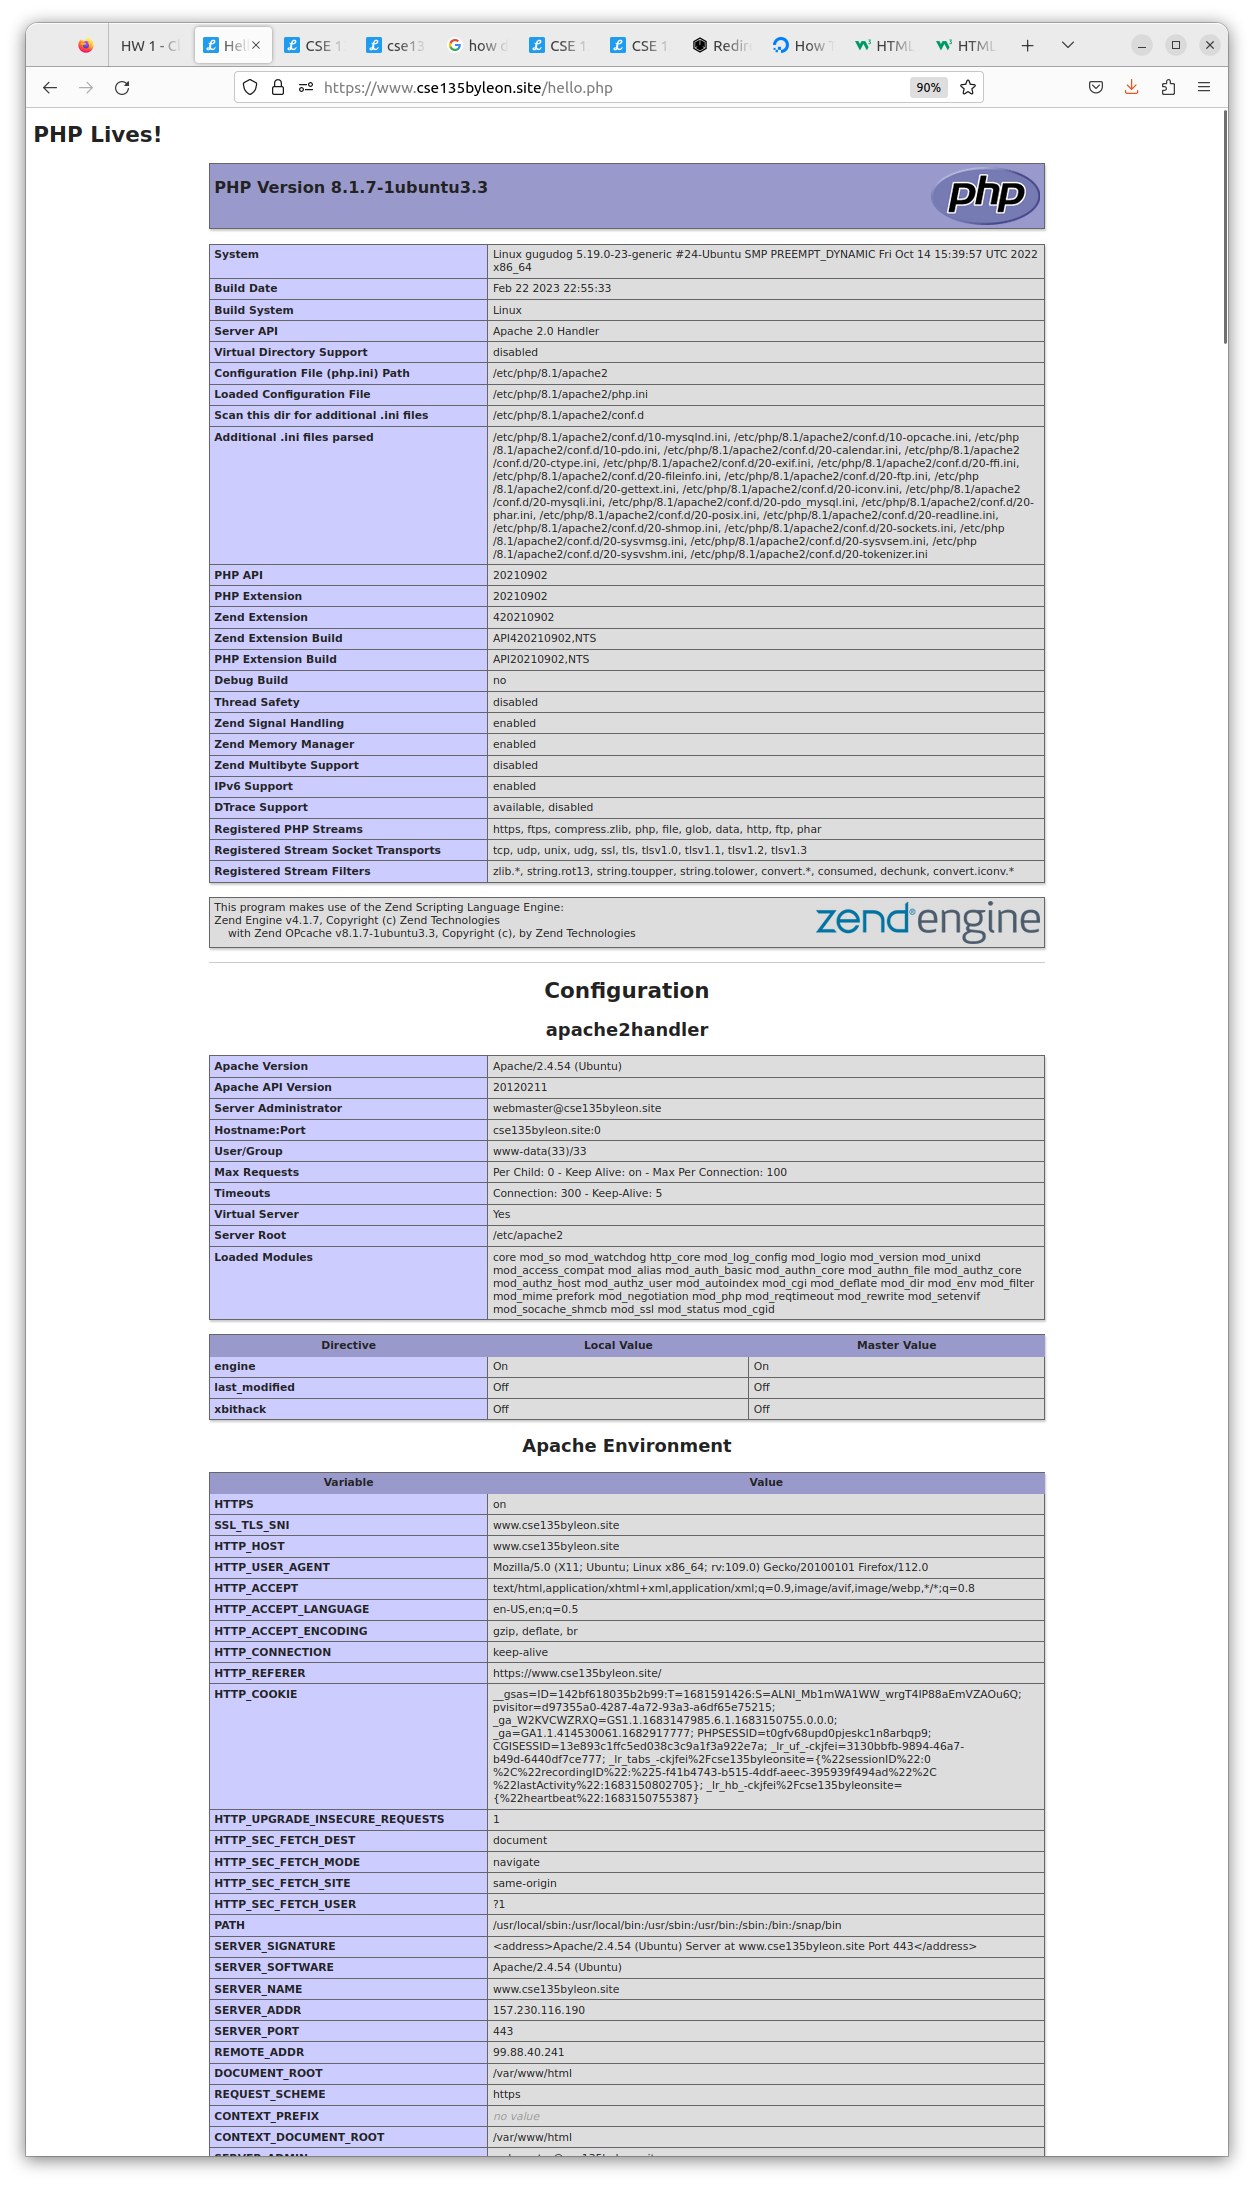 HW 1 - C
Hel
CSE 1
cse13
how d
CSE 1
CSE 1
Redire
How T
HTML
HTML
https://www.cse135byleon.site/hello.php
90%
PHP Lives!
PHP Version 8.1.7-1ubuntu3.3
php
System Linux gugudog 5.19.0-23-generic #24-Ubuntu SMP PREEMPT_DYNAMIC Fri Oct 14 15:39:57 UTC 2022
x86_64
Build Date Feb 22 2023 22:55:33
Build System Linux
Server API Apache 2.0 Handler
Virtual Directory Support disabled
Configuration File (php.ini) Path /etc/php/8.1/apache2
Loaded Configuration File /etc/php/8.1/apache2/php.ini
Scan this dir for additional .ini files /etc/php/8.1/apache2/conf.d
Additional .ini files parsed /etc/php/8.1/apache2/conf.d/10-mysqlnd.ini, /etc/php/8.1/apache2/conf.d/10-opcache.ini, /etc/php
/8.1/apache2/conf.d/10-pdo.ini, /etc/php/8.1/apache2/conf.d/20-calendar.ini, /etc/php/8.1/apache2
/conf.d/20-ctype.ini, /etc/php/8.1/apache2/conf.d/20-exif.ini, /etc/php/8.1/apache2/conf.d/20-ffi.ini,
/etc/php/8.1/apache2/conf.d/20-fileinfo.ini, /etc/php/8.1/apache2/conf.d/20-ftp.ini, /etc/php
/8.1/apache2/conf.d/20-gettext.ini, /etc/php/8.1/apache2/conf.d/20-iconv.ini, /etc/php/8.1/apache2
/conf.d/20-mysqli.ini, /etc/php/8.1/apache2/conf.d/20-pdo_mysql.ini, /etc/php/8.1/apache2/conf.d/20-
phar.ini, /etc/php/8.1/apache2/conf.d/20-posix.ini, /etc/php/8.1/apache2/conf.d/20-readline.ini,
/etc/php/8.1/apache2/conf.d/20-shmop.ini, /etc/php/8.1/apache2/conf.d/20-sockets.ini, /etc/php
/8.1/apache2/conf.d/20-sysvmsg.ini, /etc/php/8.1/apache2/conf.d/20-sysvsem.ini, /etc/php
/8.1/apache2/conf.d/20-sysvshm.ini, /etc/php/8.1/apache2/conf.d/20-tokenizer.ini
PHP API 20210902
PHP Extension 20210902
Zend Extension 420210902
Zend Extension Build API420210902,NTS
PHP Extension Build API20210902,NTS
Debug Build no
Thread Safety disabled
Zend Signal Handling enabled
Zend Memory Manager enabled
Zend Multibyte Support disabled
IPv6 Support enabled
DTrace Support available, disabled
Registered PHP Streams https, ftps, compress.zlib, php, file, glob, data, http, ftp, phar
Registered Stream Socket Transports tcp, udp, unix, udg, ssl, tls, tlsv1.0, tlsv1.1, tlsv1.2, tlsv1.3
Registered Stream Filters zlib.*, string.rot13, string.toupper, string.tolower, convert.*, consumed, dechunk, convert.iconv.*
This program makes use of the Zend Scripting Language Engine:
Zend Engine v4.1.7, Copyright (c) Zend Technologies
with Zend OPcache v8.1.7-1ubuntu3.3, Copyright (c), by Zend Technologies
zend®engine
Configuration
apache2handler
Apache Version Apache/2.4.54 (Ubuntu)
Apache API Version 20120211
Server Administrator webmaster@cse135byleon.site
Hostname:Port cse135byleon.site:0
User/Group www-data(33)/33
Max Requests Per Child: 0 - Keep Alive: on - Max Per Connection: 100
Timeouts Connection: 300 - Keep-Alive: 5
Virtual Server Yes
Server Root /etc/apache2
Loaded Modules core mod_so mod_watchdog http_core mod_log_config mod_logio mod_version mod_unixd
mod_access_compat mod_alias mod_auth_basic mod_authn_core mod_authn_file mod_authz_core
mod_authz_host mod_authz_user mod_autoindex mod_cgi mod_deflate mod_dir mod_env mod_filter
mod_mime prefork mod_negotiation mod_php mod_reqtimeout mod_rewrite mod_setenvif
mod_socache_shmcb mod_ssl mod_status mod_cgid
Directive Local Value Master Value
engine On On
last_modified Off Off
xbithack Off Off
Apache Environment
Variable Value
HTTPS on
SSL_TLS_SNI www.cse135byleon.site
HTTP_HOST www.cse135byleon.site
HTTP_USER_AGENT Mozilla/5.0 (X11; Ubuntu; Linux x86_64; rv:109.0) Gecko/20100101 Firefox/112.0
HTTP_ACCEPT text/html,application/xhtml+xml,application/xml;q=0.9,image/avif,image/webp,*/*;q=0.8
HTTP_ACCEPT_LANGUAGE en-US,en;q=0.5
HTTP_ACCEPT_ENCODING gzip, deflate, br
HTTP_CONNECTION keep-alive
HTTP_REFERER https://www.cse135byleon.site/
HTTP_COOKIE __gsas=ID=142bf618035b2b99:T=1681591426:S=ALNI_Mb1mWA1WW_wrgT4lP88aEmVZAOu6Q;
pvisitor=d97355a0-4287-4a72-93a3-a6df65e75215;
_ga_W2KVCWZRXQ=GS1.1.1683147985.6.1.1683150755.0.0.0;
_ga=GA1.1.414530061.1682917777; PHPSESSID=t0gfv68upd0pjeskc1n8arbqp9;
CGISESSID=13e893c1ffc5ed038c3c9a1f3a922e7a; _lr_uf_-ckjfei=3130bbfb-9894-46a7-
b49d-6440df7ce777; _lr_tabs_-ckjfei%2Fcse135byleonsite={%22sessionID%22:0
%2C%22recordingID%22:%225-f41b4743-b515-4ddf-aeec-395939f494ad%22%2C
%22lastActivity%22:1683150802705}; _lr_hb_-ckjfei%2Fcse135byleonsite=
{%22heartbeat%22:1683150755387}
HTTP_UPGRADE_INSECURE_REQUESTS 1
HTTP_SEC_FETCH_DEST document
HTTP_SEC_FETCH_MODE navigate
HTTP_SEC_FETCH_SITE same-origin
HTTP_SEC_FETCH_USER ?1
PATH /usr/local/sbin:/usr/local/bin:/usr/sbin:/usr/bin:/sbin:/bin:/snap/bin
SERVER_SIGNATURE <address>Apache/2.4.54 (Ubuntu) Server at www.cse135byleon.site Port 443</address>
SERVER_SOFTWARE Apache/2.4.54 (Ubuntu)
SERVER_NAME www.cse135byleon.site
SERVER_ADDR 157.230.116.190
SERVER_PORT 443
REMOTE_ADDR 99.88.40.241
DOCUMENT_ROOT /var/www/html
REQUEST_SCHEME https
CONTEXT_PREFIX no value
CONTEXT_DOCUMENT_ROOT /var/www/html